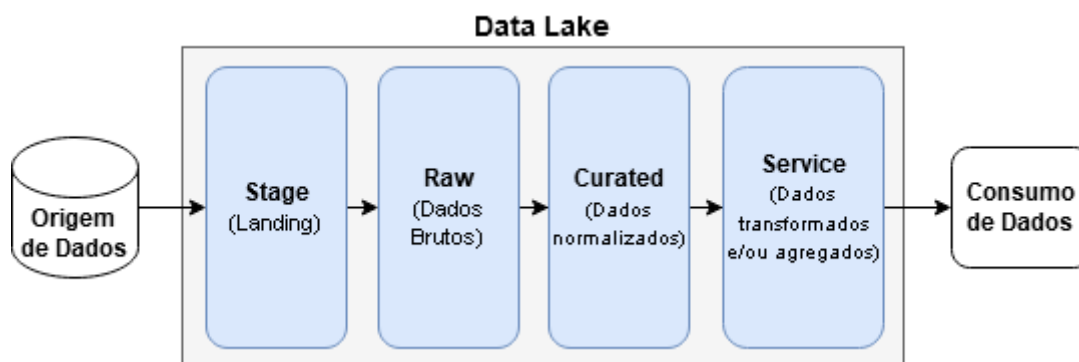 Data Lake
Origem
de Dados
Stage
(Landing)
Raw
(Dados
Brutos)
Curated
(Dados
normalizados)
Service
(Dados
transformados
e/ou agregados)
Consumo
de Dados